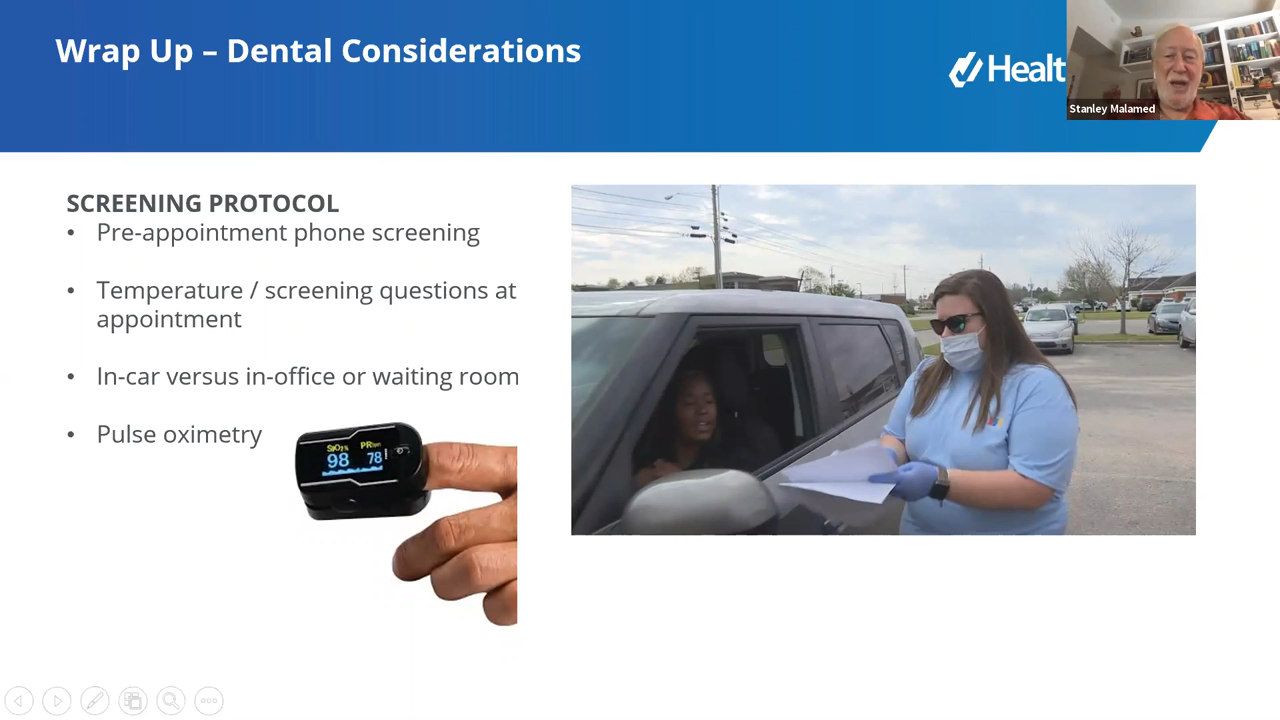 Wrap Up – Dental Considerations
Healt
Stanley Malamed
SCREENING PROTOCOL
• Pre-appointment phone screening
• Temperature / screening questions at
appointment
• In-car versus in-office or waiting room
• Pulse oximetry
SpO2% PRbpm
98 78